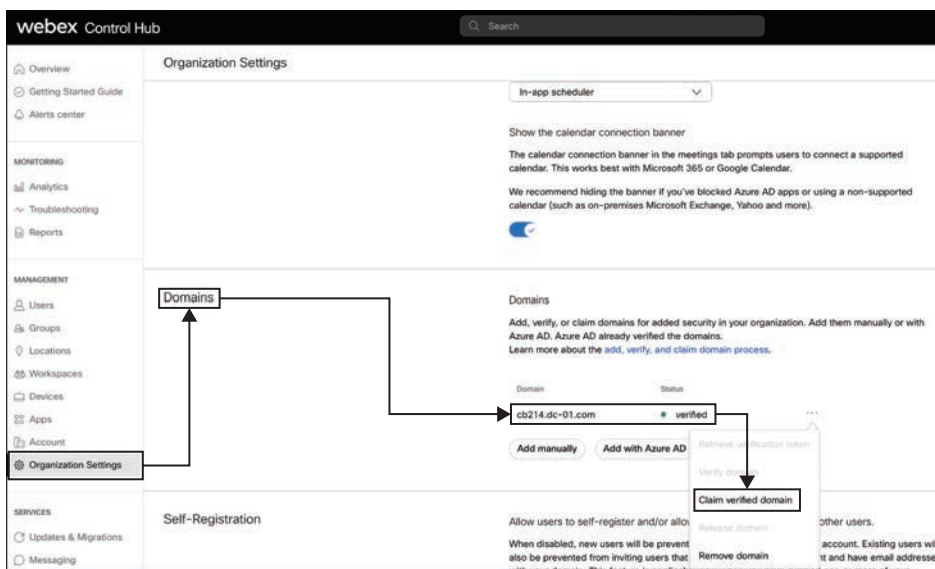 webex Control Hub
Search
Overview
Getting Started Guide
Alerts center
MONITORING
Analytics
Troubleshooting
Reports
MANAGEMENT
Users
Groups
Locations
Workspaces
Devices
Apps
Account
Organization Settings
SERVICES
Updates & Migrations
Messaging
Organization Settings
In-app scheduler
Show the calendar connection banner
The calendar connection banner in the meetings tab prompts users to connect a supported
calendar. This works best with Microsoft 365 or Google Calendar.
We recommend hiding the banner if you've blocked Azure AD apps or using a non-supported
calendar (such as on-premises Microsoft Exchange, Yahoo and more).
Domains
Domains
Add, verify, or claim domains for added security in your organization. Add them manually or with
Azure AD. Azure AD already verified the domains.
Learn more about the add, verify, and claim domain process.
Domain Status
cb214.dc-01.com verified
...
Add manually Add with Azure AD
Retrieve verification token
Verify domain
Claim verified domain
Release domain
Remove domain
Self-Registration
Allow users to self-register and/or other users.
When disabled, new users will be account. Existing users
also be prevented from inviting users that and have email